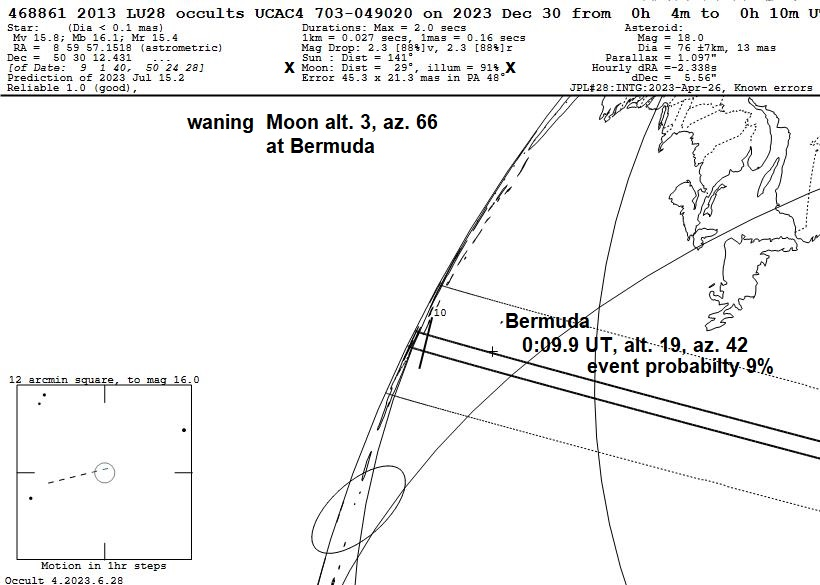 468861 2013 LU28 occults UCAC4 703-049020 on 2023 Dec 30 from 0h 4m to 0h 10m U
Star: (Dia < 0.1 mas)
Mv 15.8; Mb 16.1; Mr 15.4
RA = 8 59 57.1518 (astrometric)
Dec = 50 30 12.431 ...
[of Date: 9 1 40, 50 24 28]
Prediction of 2023 Jul 15.2
Reliable 1.0 (good),
Durations: Max = 2.0 secs
1km = 0.027 secs, 1mas = 0.16 secs
Mag Drop: 2.3 [88%]v, 2.3 [88%]r
Sun : Dist = 141°
X Moon: Dist = 29°, illum = 91% X
Error 45.3 x 21.3 mas in PA 48°
Asteroid:
Mag = 18.0
Dia = 76 ±7km, 13 mas
Parallax = 1.097"
Hourly dRA =-2.338s
dDec = 5.56"
JPL#28:INTG:2023-Apr-26, Known errors
waning Moon alt. 3, az. 66
at Bermuda
10
Bermuda
0:09.9 UT, alt. 19, az. 42
event probabilty 9%
12 arcmin square, to mag 16.0
Motion in 1hr steps
Occult 4.2023.6.28